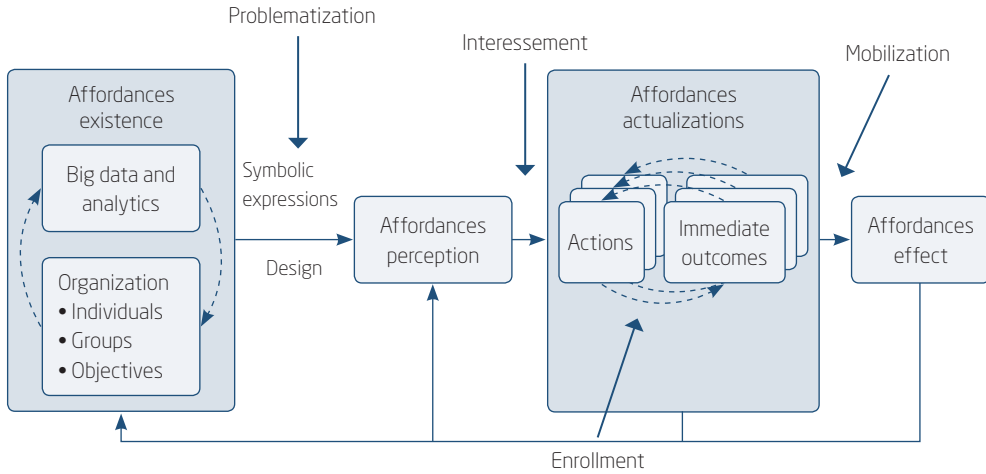 Problematization
Interessement
Mobilization
Affordances
existence
Big data and
analytics
Organization
• Individuals
• Groups
• Objectives
Symbolic
expressions
Design
Affordances
perception
Affordances
actualizations
Actions
Immediate
outcomes
Affordances
effect
Enrollment